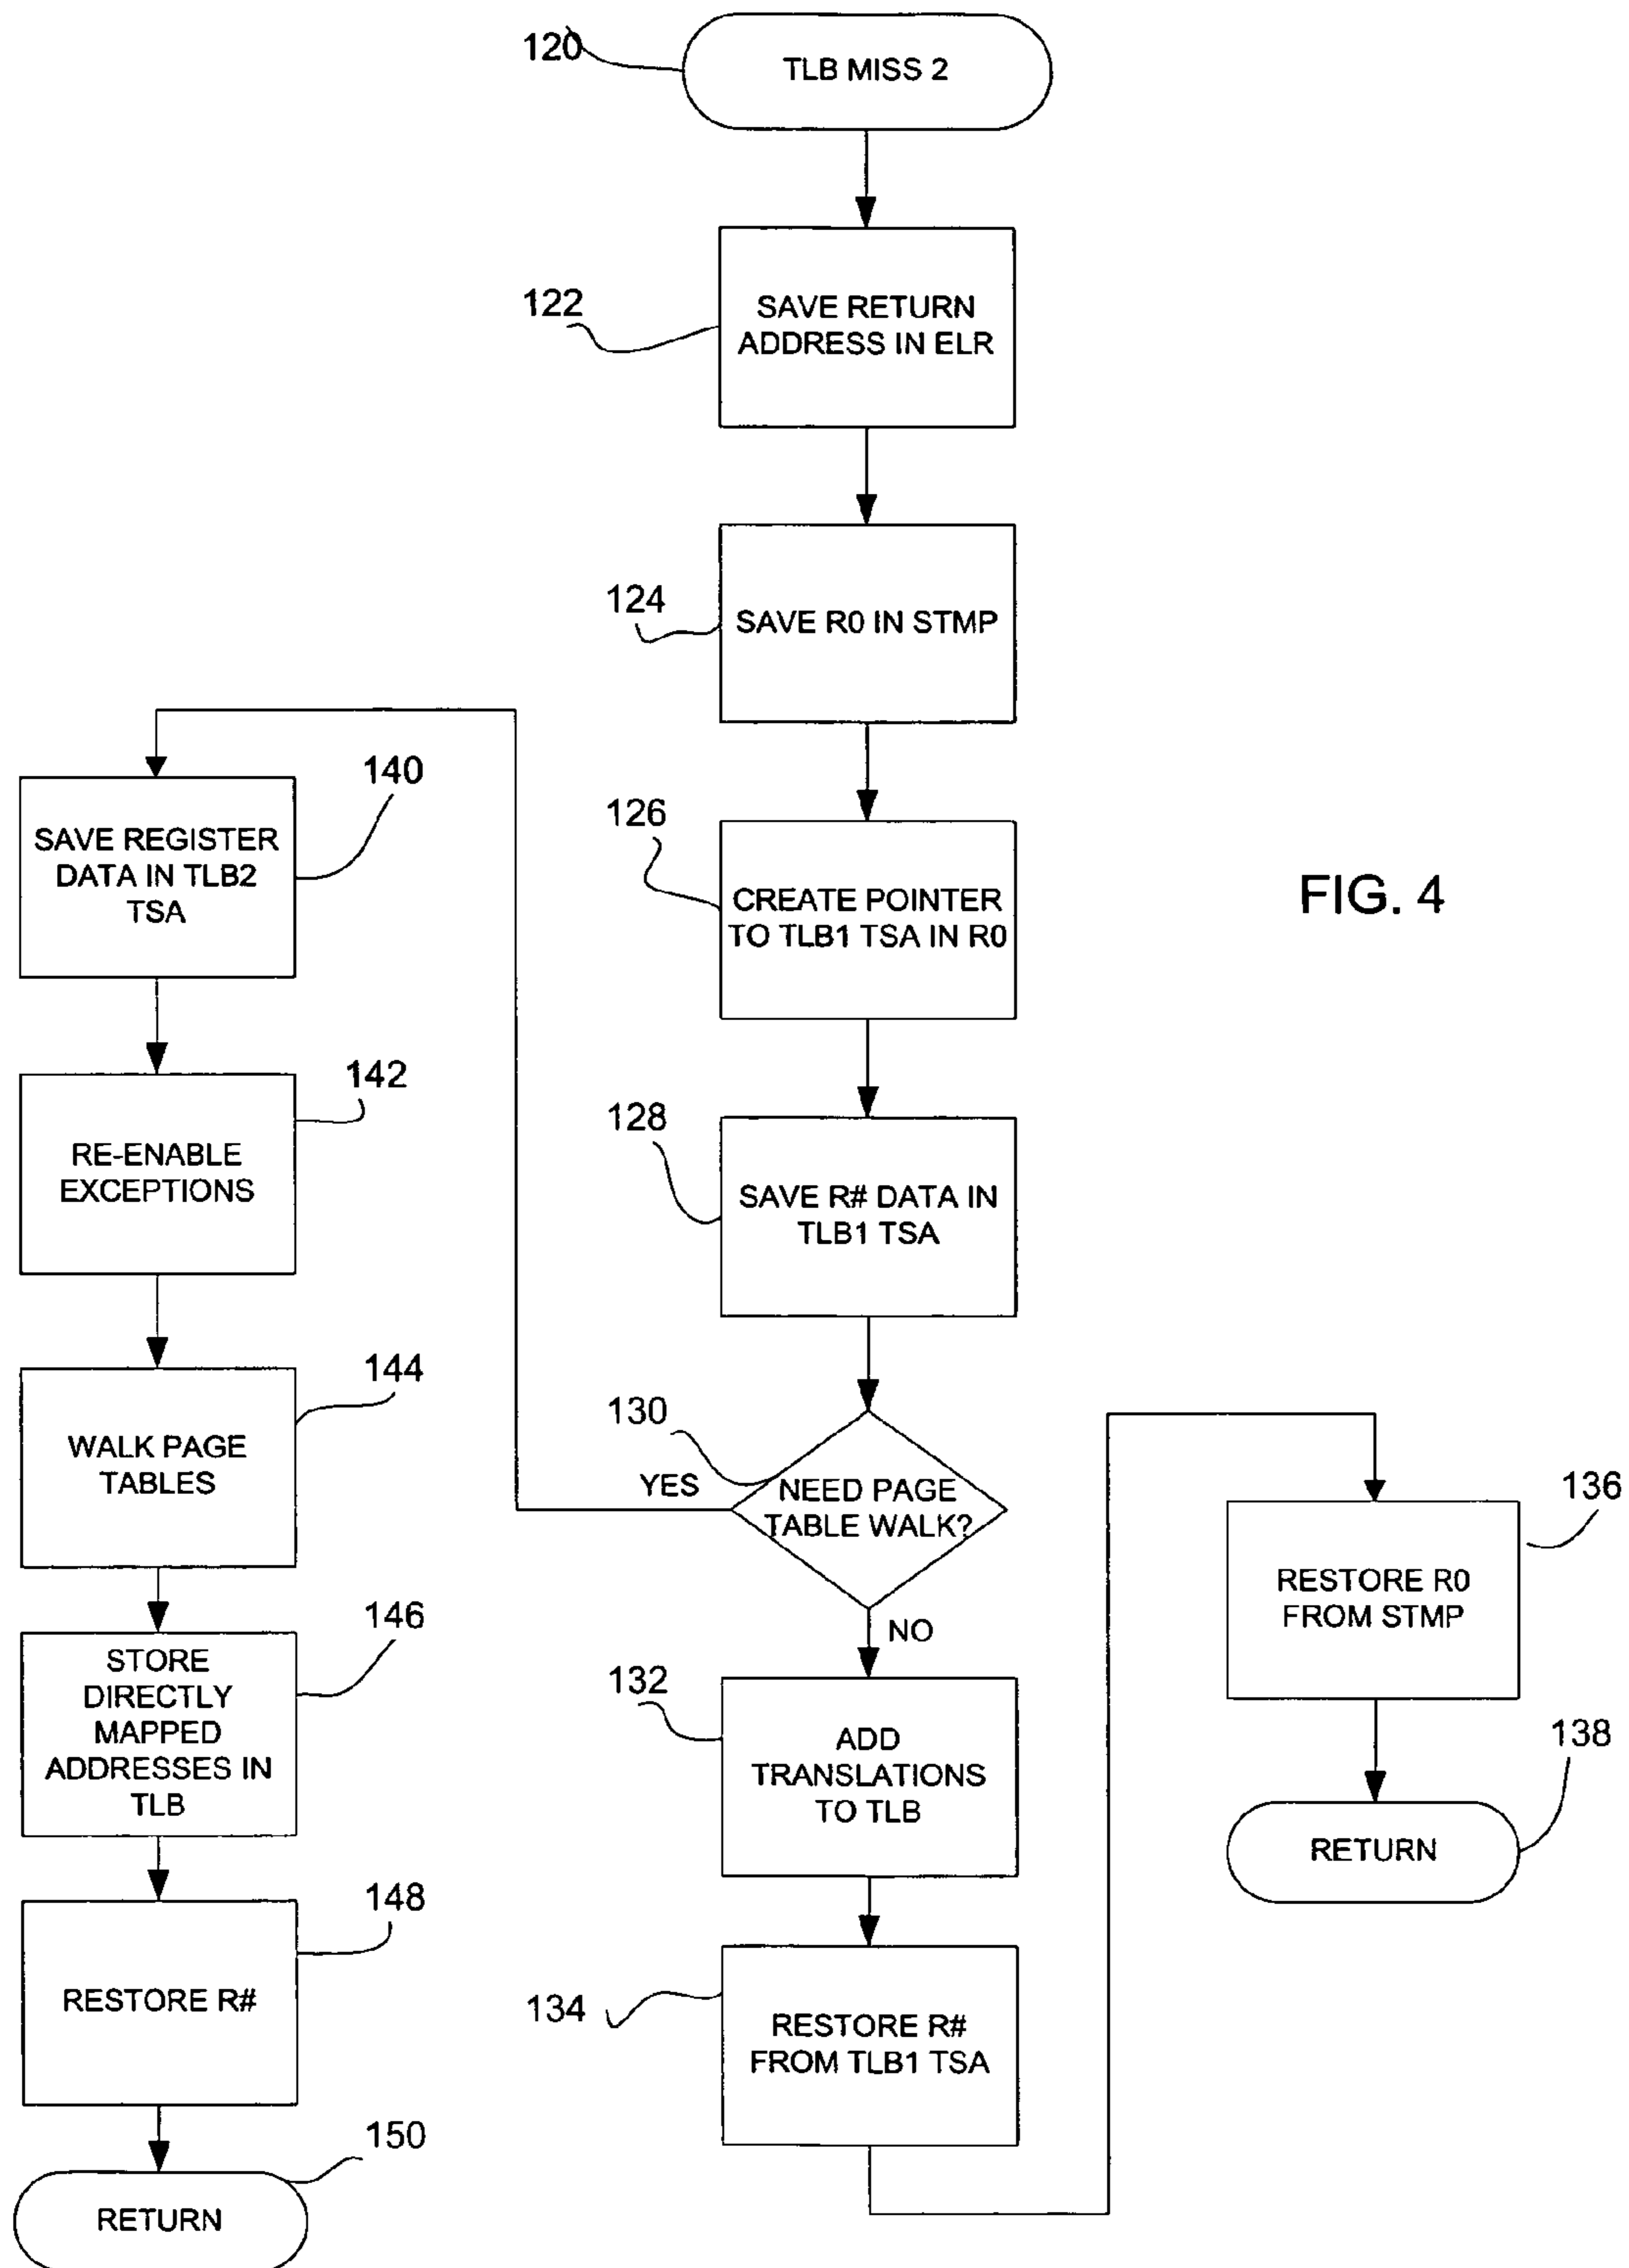 120
TLB MISS 2
122
SAVE RETURN
ADDRESS IN ELR
124
SAVE R0 IN STMP
126
CREATE POINTER
TO TLB1 TSA IN R0
128
SAVE R# DATA IN
TLB1 TSA
130
NEED PAGE
TABLE WALK?
YES
NO
132
ADD
TRANSLATIONS
TO TLB
134
RESTORE R#
FROM TLB1 TSA
136
RESTORE R0
FROM STMP
138
RETURN
140
SAVE REGISTER
DATA IN TLB2
TSA
142
RE-ENABLE
EXCEPTIONS
144
WALK PAGE
TABLES
146
STORE
DIRECTLY
MAPPED
ADDRESSES IN
TLB
148
RESTORE R#
150
RETURN
FIG. 4